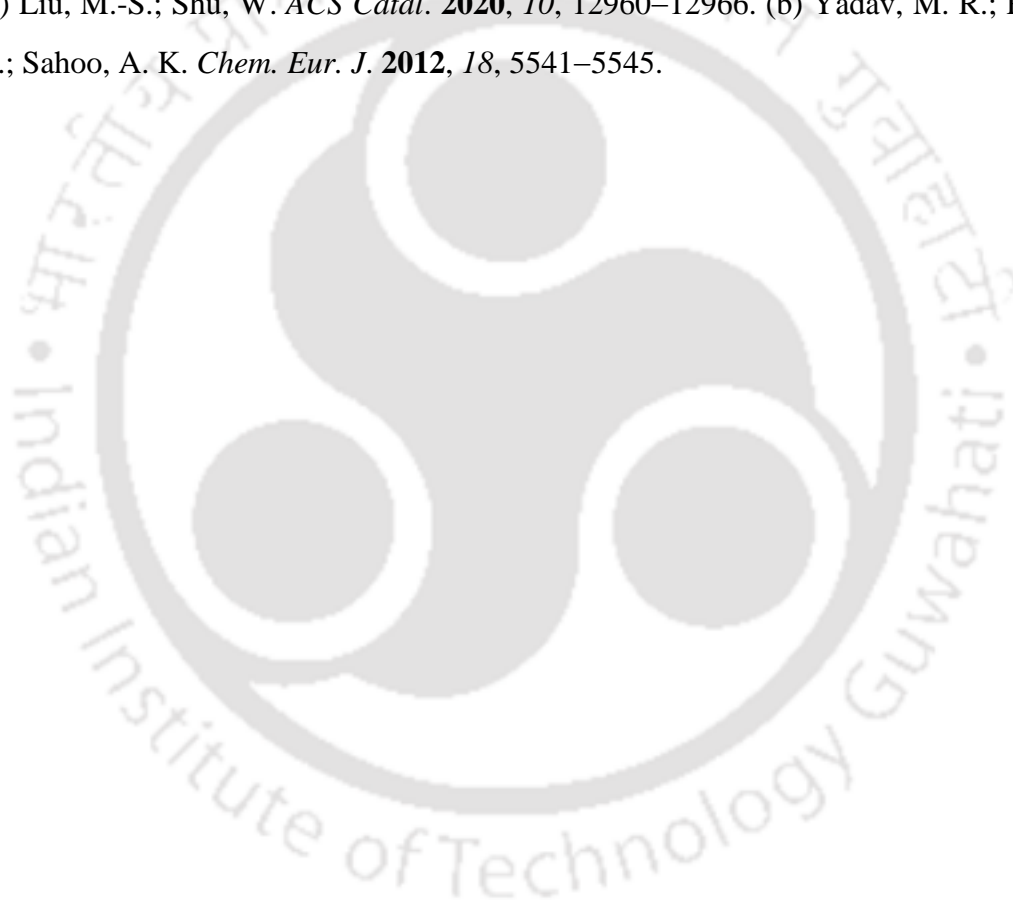 ) Liu, M.-S.; Shu, W. ACS Catal. 2020, 10, 12960–12966. (b) Yadav, M. R.;
.; Sahoo, A. K. Chem. Eur. J. 2012, 18, 5541–5545.
भारतीय
गुवाहाटी
Indian Institute of Technology Guwahati